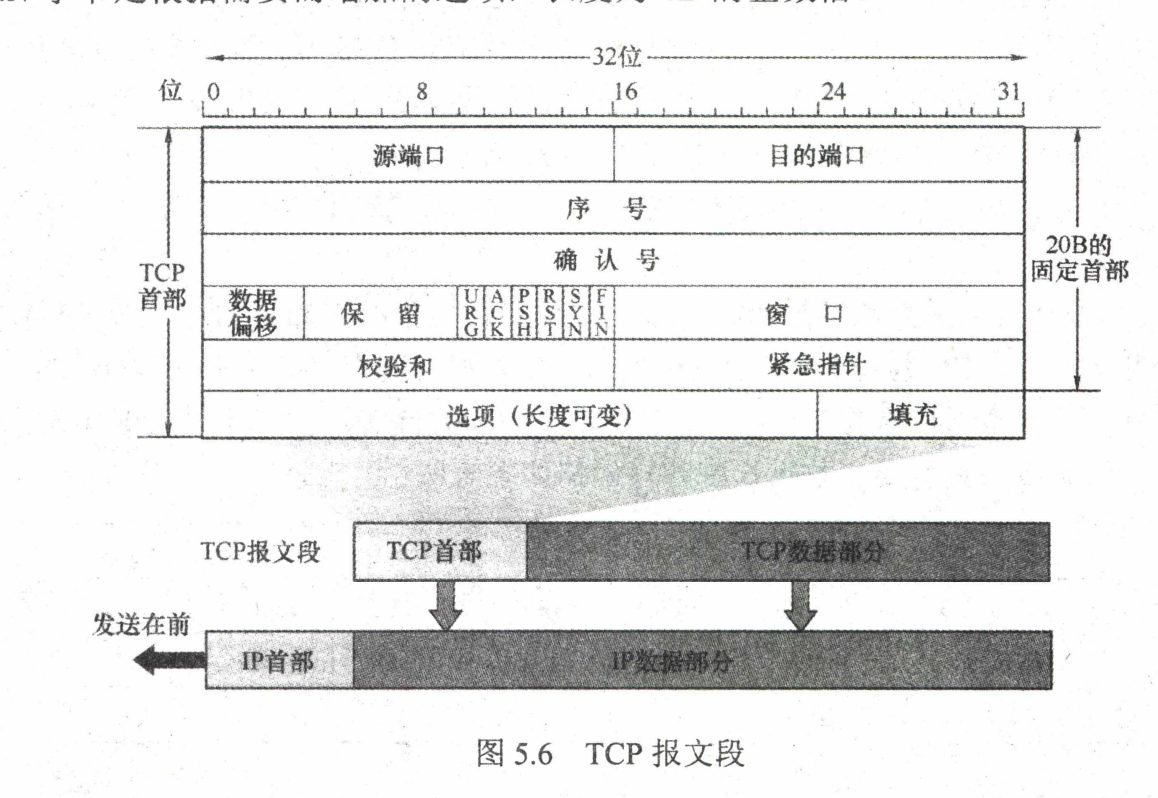 32位
位 0 8 16 24 31
源端口 目的端口
序 号
确 认 号
TCP
首部
20B的
固定首部
数据
偏移
保 留
URG ACK PSH RST SYN FIN
窗 口
校验和 紧急指针
选项（长度可变） 填充
TCP报文段 TCP首部 TCP数据部分
发送在前
IP首部 IP数据部分
图 5.6 TCP 报文段